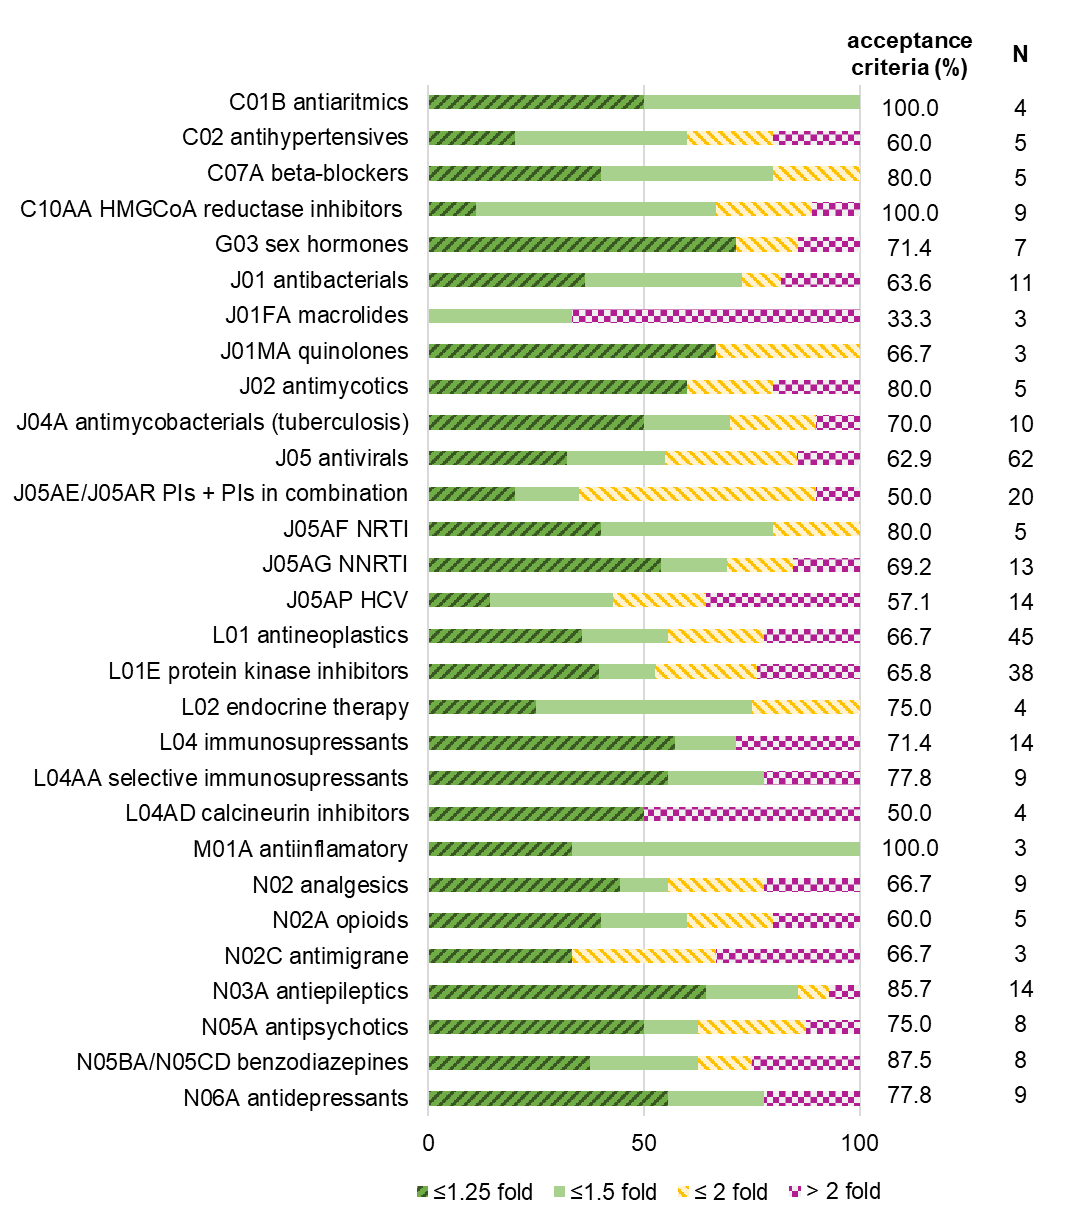 acceptance
criteria (%) N
C01B antiaritmics 100.0 4
C02 antihypertensives 60.0 5
C07A beta-blockers 80.0 5
C10AA HMGCoA reductase inhibitors 100.0 9
G03 sex hormones 71.4 7
J01 antibacterials 63.6 11
J01FA macrolides 33.3 3
J01MA quinolones 66.7 3
J02 antimycotics 80.0 5
J04A antimycobacterials (tuberculosis) 70.0 10
J05 antivirals 62.9 62
J05AE/J05AR PIs + PIs in combination 50.0 20
J05AF NRTI 80.0 5
J05AG NNRTI 69.2 13
J05AP HCV 57.1 14
L01 antineoplastics 66.7 45
L01E protein kinase inhibitors 65.8 38
L02 endocrine therapy 75.0 4
L04 immunosupressants 71.4 14
L04AA selective immunosupressants 77.8 9
L04AD calcineurin inhibitors 50.0 4
M01A antiinflamatory 100.0 3
N02 analgesics 66.7 9
N02A opioids 60.0 5
N02C antimigrane 66.7 3
N03A antiepileptics 85.7 14
N05A antipsychotics 75.0 8
N05BA/N05CD benzodiazepines 87.5 8
N06A antidepressants 77.8 9
0 50 100
≤1.25 fold ≤1.5 fold ≤ 2 fold > 2 fold